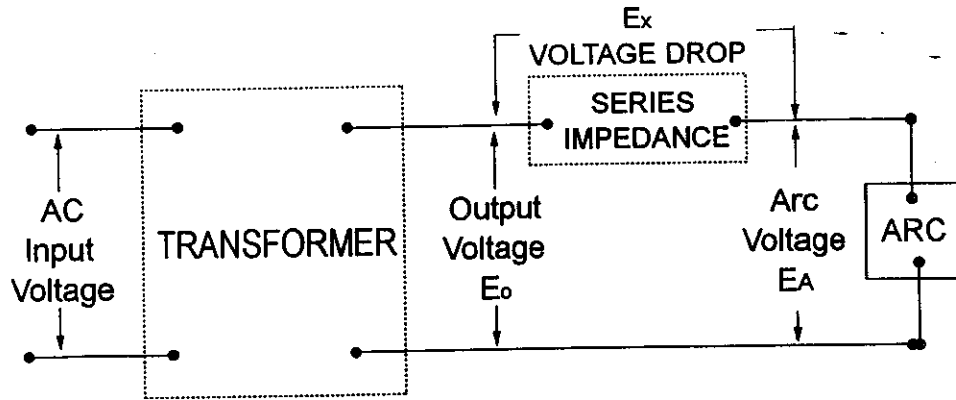 Ex
VOLTAGE DROP
SERIES
IMPEDANCE
AC
Input
Voltage
TRANSFORMER
Output
Voltage
Eo
Arc
Voltage
EA
ARC